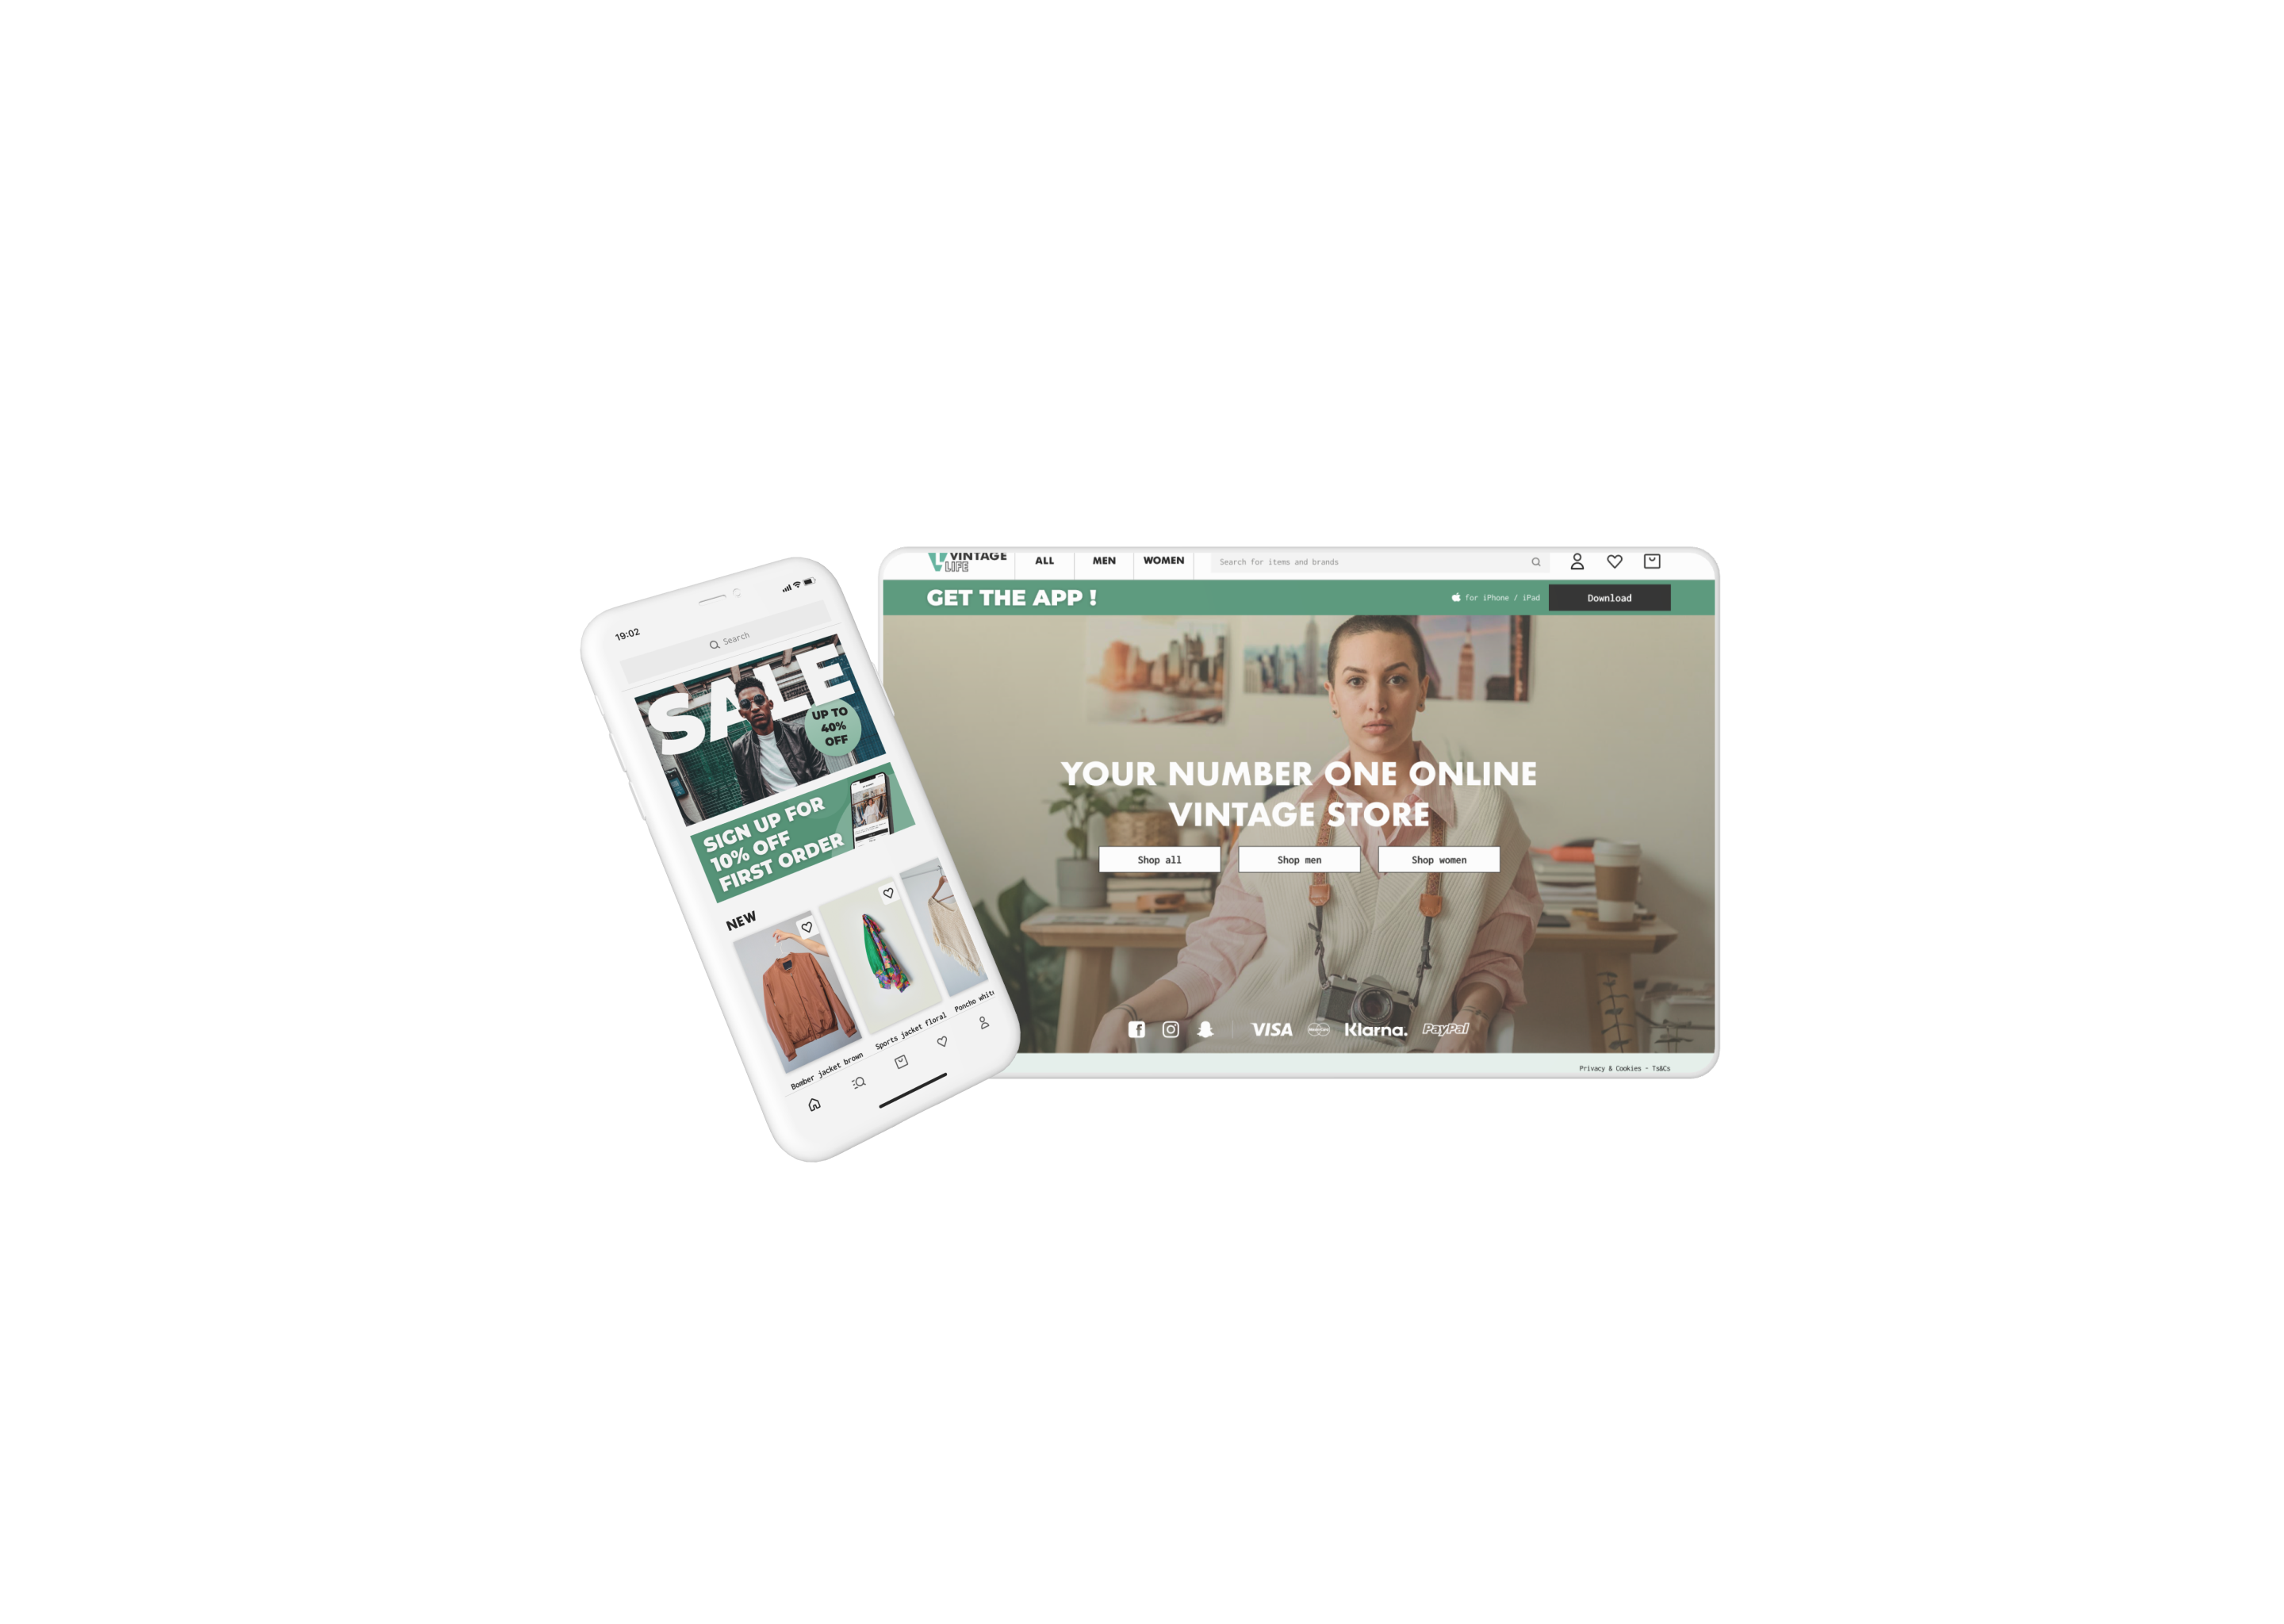 19:02
Search
SALE
UP TO
40%
OFF
SIGN UP FOR
10% OFF
FIRST ORDER
NEW
Bomber jacket brown
Sports jacket floral
Poncho whit
VINTAGE
LIFE
ALL
MEN
WOMEN
Search for items and brands
GET THE APP !
for iPhone / iPad
Download
YOUR NUMBER ONE ONLINE
VINTAGE STORE
Shop all
Shop men
Shop women
VISA
Klarna.
PayPal
Privacy & Cookies - Ts&Cs